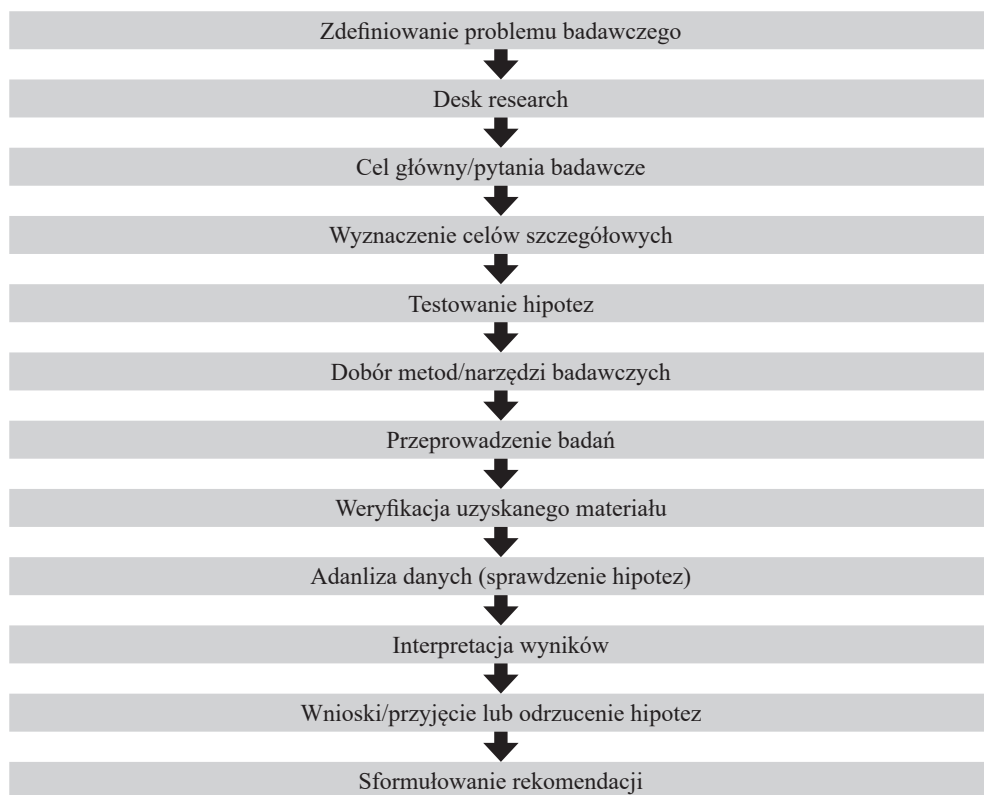 Zdefiniowanie problemu badawczego
Desk research
Cel główny/pytania badawcze
Wyznaczenie celów szczegółowych
Testowanie hipotez
Dobór metod/narzędzi badawczych
Przeprowadzenie badań
Weryfikacja uzyskanego materiału
Adanliza danych (sprawdzenie hipotez)
Interpretacja wyników
Wnioski/przyjęcie lub odrzucenie hipotez
Sformułowanie rekomendacji